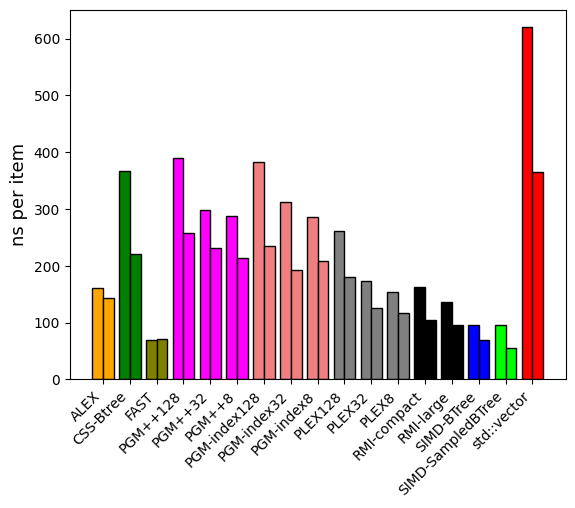 ns per item
600
500
400
300
200
100
0
ALEX
CSS-Btree
FAST
PGM++128
PGM++32
PGM++8
PGM-index128
PGM-index32
PGM-index8
PLEX128
PLEX32
PLEX8
RMI-compact
RMI-large
SIMD-BTree
SIMD-SampledBTree
std::vector